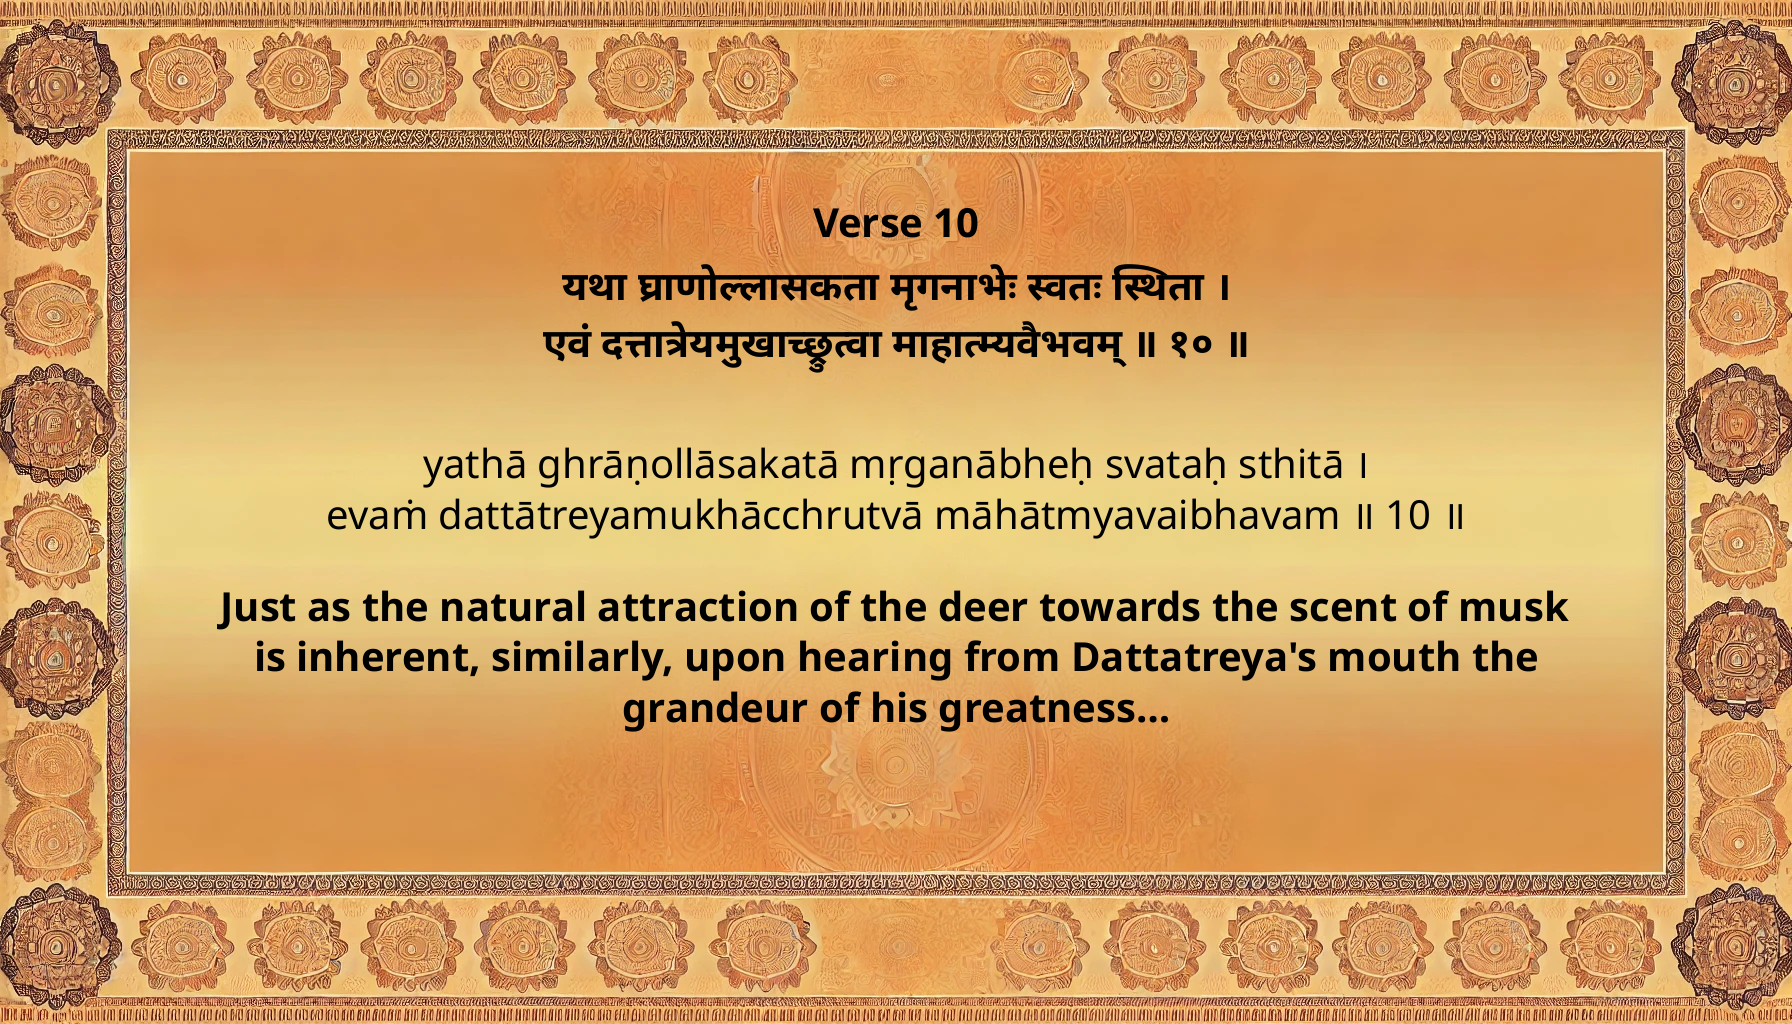 Verse 10
यथा घ्राणोल्लासकता मृगनाभेः स्वतः स्थिता ।
एवं दत्तात्रेयमुखाच्छ्रुत्वा माहात्म्यवैभवम् ॥ १० ॥
yathā ghrāṇollāsakatā mṛganābheḥ svataḥ sthitā ।
evaṁ dattātreyamukhācchrutvā māhātmyavaibhavam ॥ 10 ॥
Just as the natural attraction of the deer towards the scent of musk
is inherent, similarly, upon hearing from Dattatreya's mouth the
grandeur of his greatness...